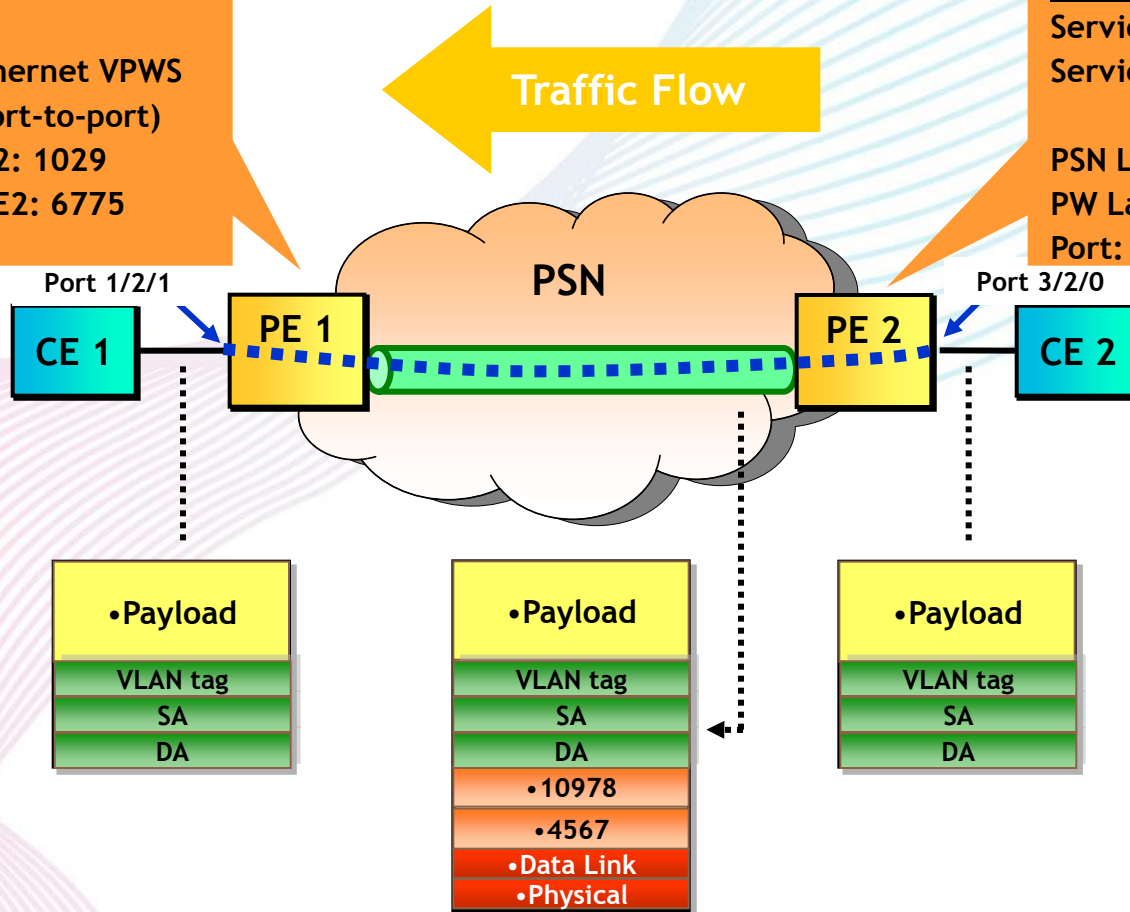 hernet VPWS
ort-to-port)
2: 1029
E2: 6775
Traffic Flow
Servic
Servic
PSN L
PW La
Port:
Port 1/2/1
PSN
Port 3/2/0
CE 1
PE 1
PE 2
CE 2
•Payload
VLAN tag
SA
DA
•Payload
VLAN tag
SA
DA
•10978
•4567
•Data Link
•Physical
•Payload
VLAN tag
SA
DA